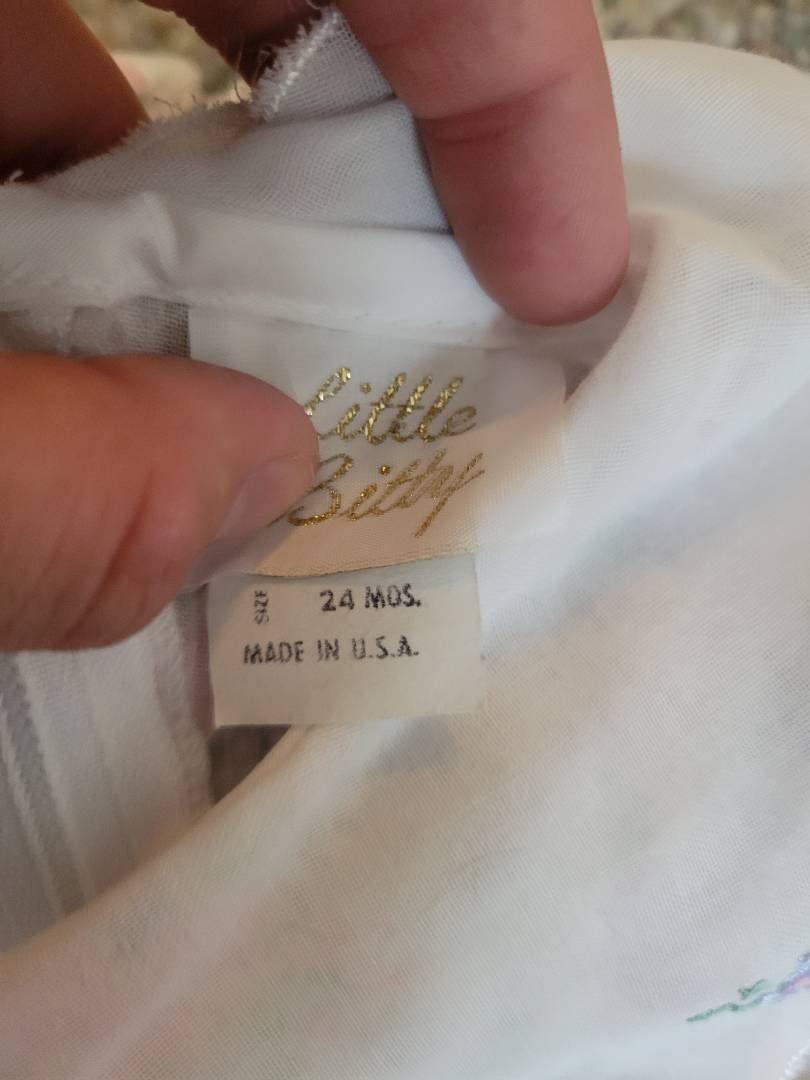 Little
Bitty
SIZE 24 MOS.
MADE IN U.S.A.